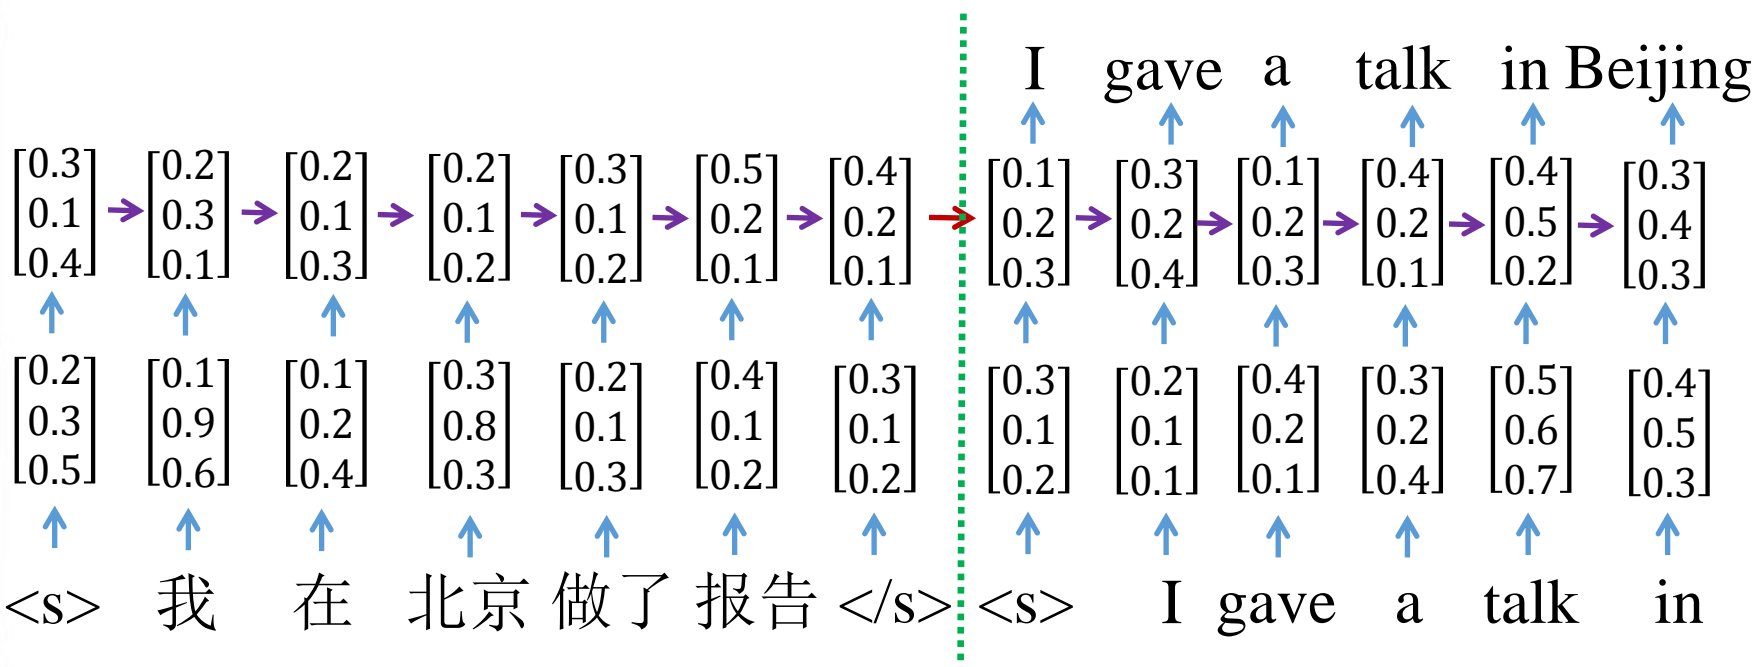 I gave a talk in Beijing
[0.3 0.1 0.4] [0.2 0.3 0.1] [0.2 0.1 0.3] [0.2 0.1 0.2] [0.3 0.1 0.2] [0.5 0.2 0.1] [0.4 0.2 0.1] [0.1 0.2 0.3] [0.3 0.2 0.4] [0.1 0.2 0.3] [0.4 0.2 0.1] [0.4 0.5 0.2] [0.3 0.4 0.3]
[0.2 0.3 0.5] [0.1 0.9 0.6] [0.1 0.2 0.4] [0.3 0.8 0.3] [0.2 0.1 0.3] [0.4 0.1 0.2] [0.3 0.1 0.2] [0.3 0.1 0.2] [0.2 0.1 0.1] [0.4 0.2 0.1] [0.3 0.2 0.4] [0.5 0.6 0.7] [0.4 0.5 0.3]
<s> 我 在 北京 做了 报告 </s> <s> I gave a talk in